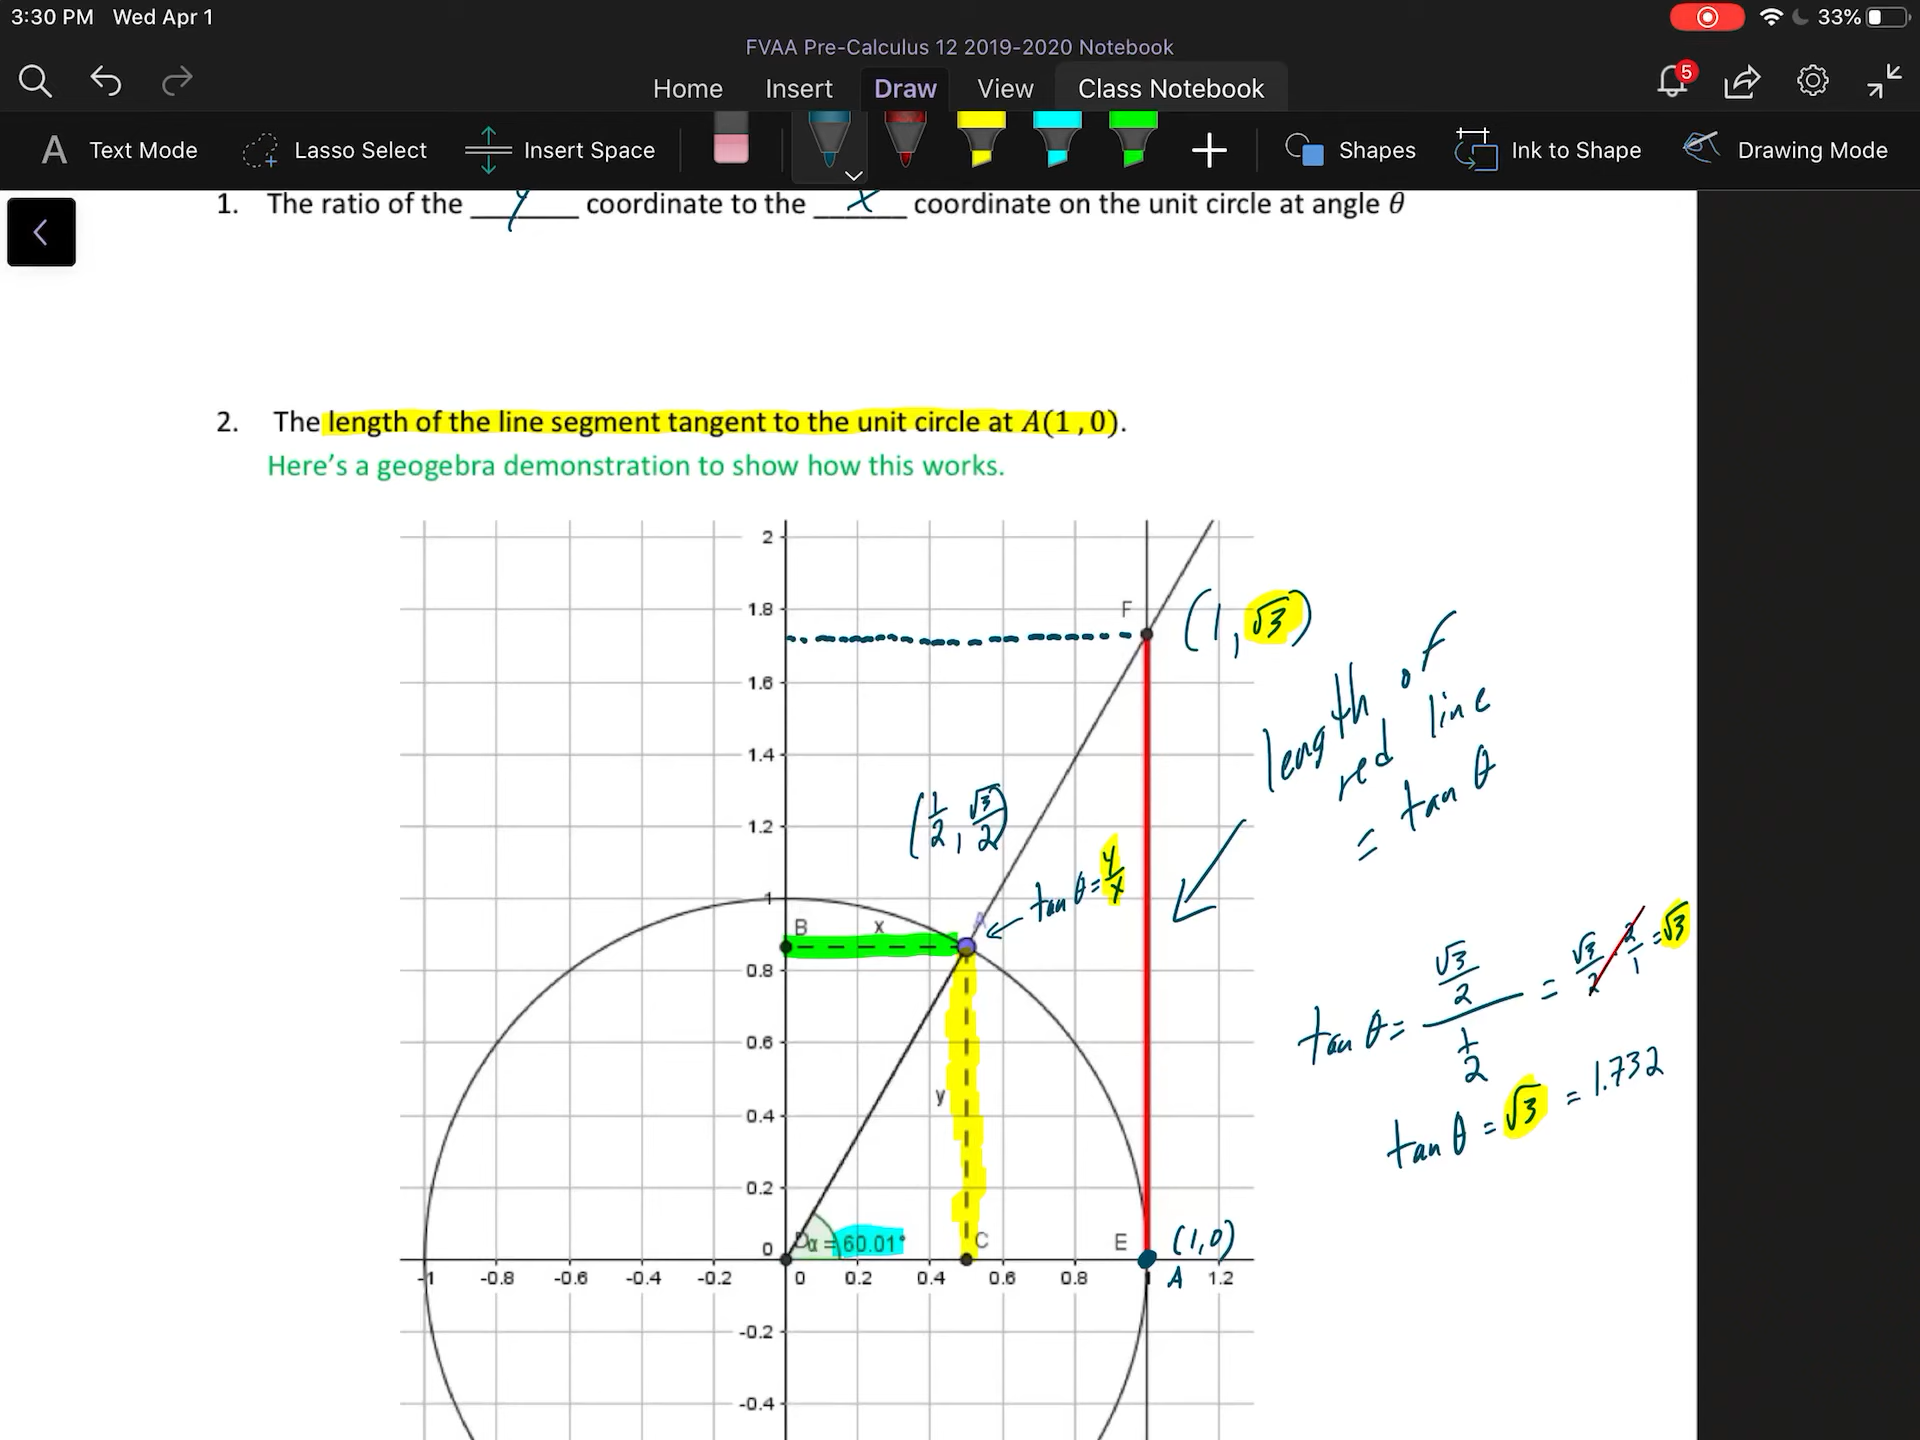 3:30 PM Wed Apr 1
33%
FVAA Pre-Calculus 12 2019-2020 Notebook
Home Insert Draw View Class Notebook
5
A Text Mode Lasso Select Insert Space Shapes Ink to Shape Drawing Mode
1. The ratio of the y coordinate to the x coordinate on the unit circle at angle θ
2. The length of the line segment tangent to the unit circle at A(1,0).
Here's a geogebra demonstration to show how this works.
2
1.8
F
(1, √3)
1.6
length of
red line
= tan θ
1.4
1.2
(1/2, √3/2)
tan θ = y/x
1
B x A
0.8
tan θ = (√3/2)/(1/2) = √3/2 · 2/1 = √3
0.6
y
0.4
tan θ = √3 = 1.732
0.2
0 D α = 60.01° C E (1,0)
-1 -0.8 -0.6 -0.4 -0.2 0 0.2 0.4 0.6 0.8 1 A 1.2
-0.2
-0.4